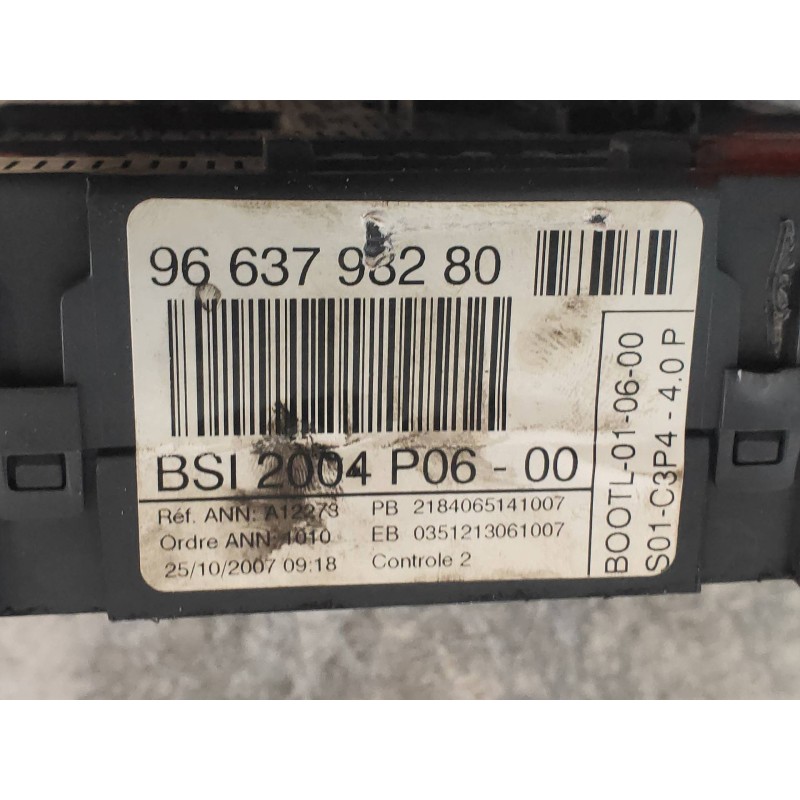 96 637 982 80
BSI 2004 P06 - 00
Réf. ANN: A12273 PB 2184065141007
Ordre ANN: 1010 EB 0351213061007
25/10/2007 09:18 Controle 2
BOOTL-01-06-00
S01-C3P4 - 4.0 P